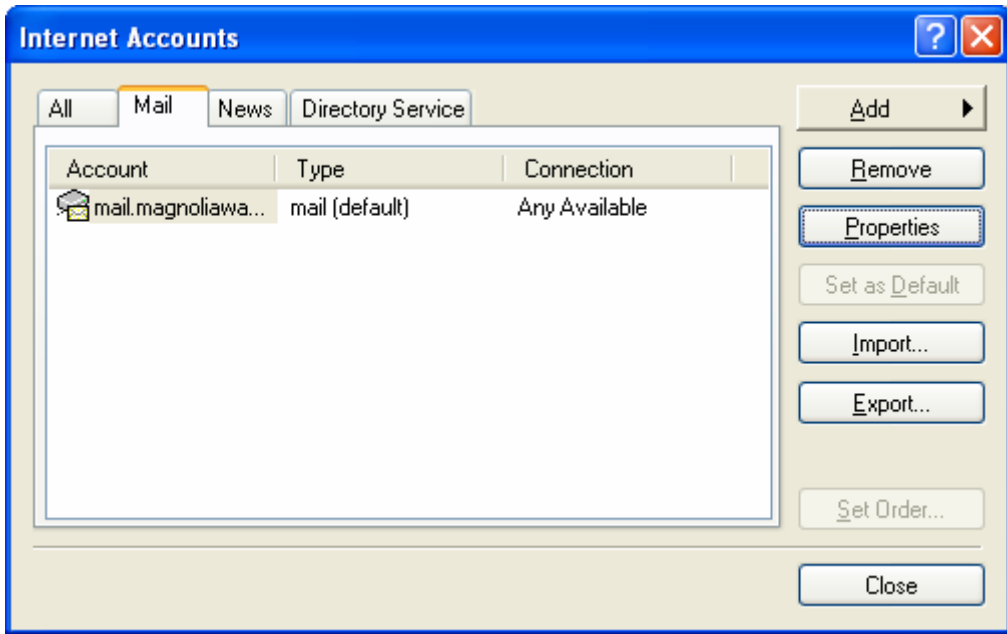 Internet Accounts
All Mail News Directory Service
Account Type Connection
mail.magnoliawa... mail (default) Any Available
Add
Remove
Properties
Set as Default
Import...
Export...
Set Order...
Close